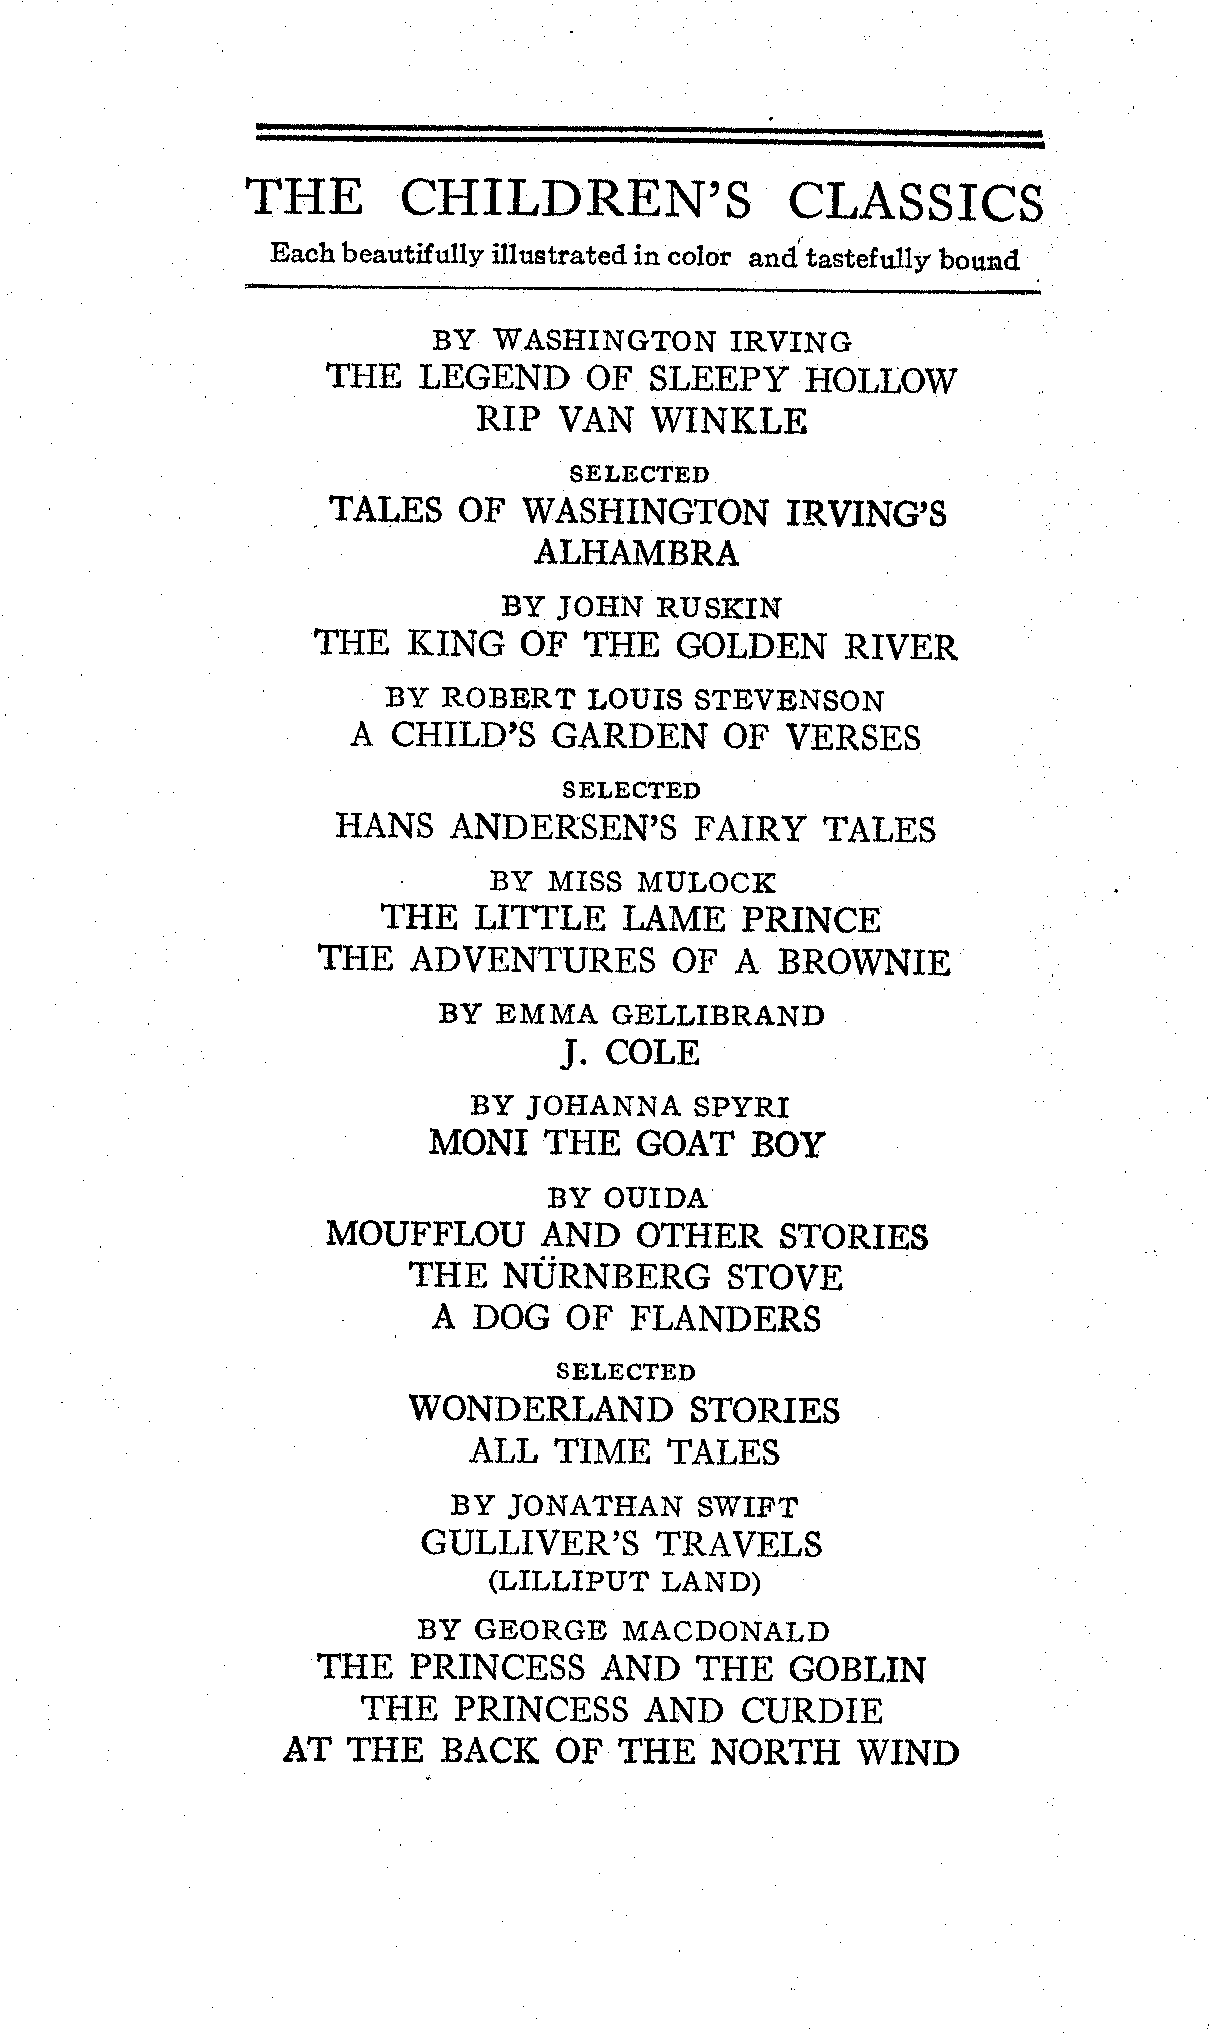 THE CHILDREN'S CLASSICS
Each beautifully illustrated in color and tastefully bound
BY WASHINGTON IRVING
THE LEGEND OF SLEEPY HOLLOW
RIP VAN WINKLE
SELECTED
TALES OF WASHINGTON IRVING'S
ALHAMBRA
BY JOHN RUSKIN
THE KING OF THE GOLDEN RIVER
BY ROBERT LOUIS STEVENSON
A CHILD'S GARDEN OF VERSES
SELECTED
HANS ANDERSEN'S FAIRY TALES
BY MISS MULOCK
THE LITTLE LAME PRINCE
THE ADVENTURES OF A BROWNIE
BY EMMA GELLIBRAND
J. COLE
BY JOHANNA SPYRI
MONI THE GOAT BOY
BY OUIDA
MOUFFLOU AND OTHER STORIES
THE NÜRNBERG STOVE
A DOG OF FLANDERS
SELECTED
WONDERLAND STORIES
ALL TIME TALES
BY JONATHAN SWIFT
GULLIVER'S TRAVELS
(LILLIPUT LAND)
BY GEORGE MACDONALD
THE PRINCESS AND THE GOBLIN
THE PRINCESS AND CURDIE
AT THE BACK OF THE NORTH WIND